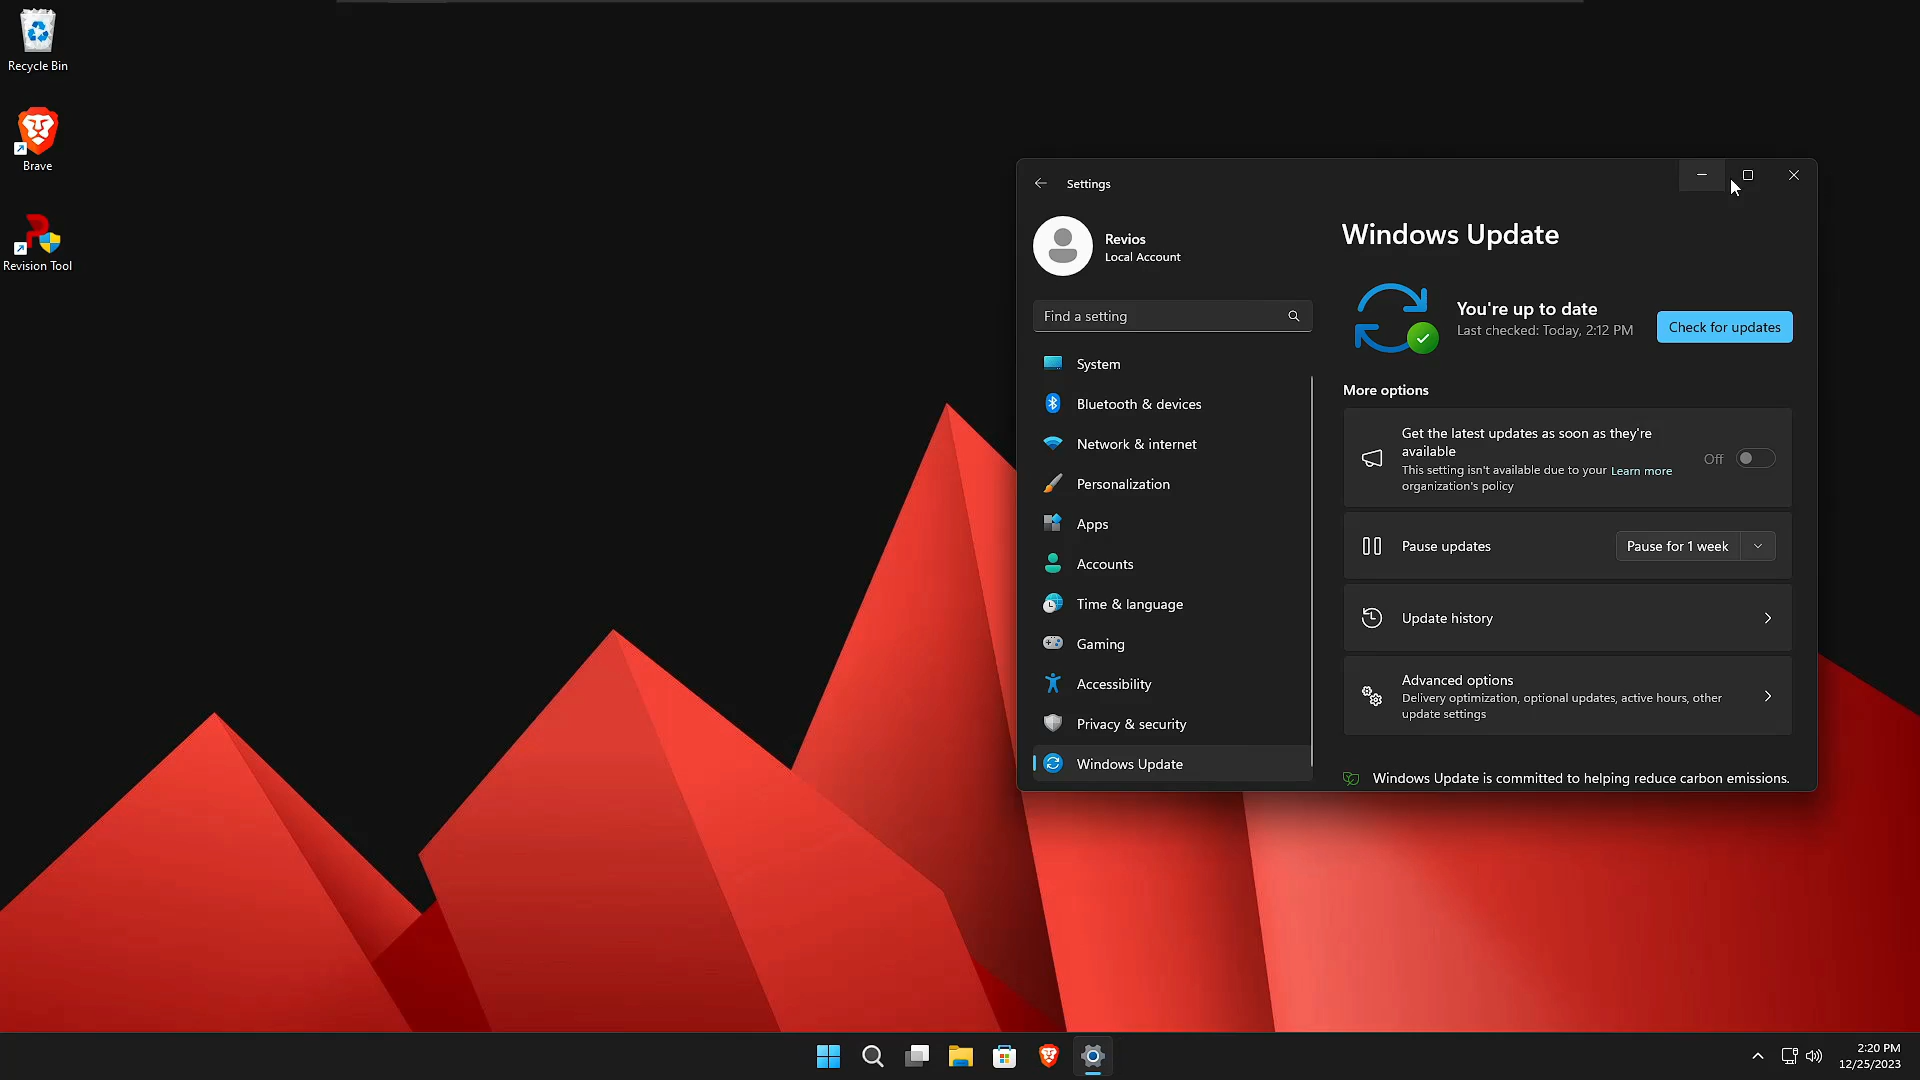 Recycle Bin
Brave
Revision Tool
Settings
Revios
Local Account
Find a setting
System
Bluetooth & devices
Network & internet
Personalization
Apps
Accounts
Time & language
Gaming
Accessibility
Privacy & security
Windows Update
Windows Update
You're up to date
Last checked: Today, 2:12 PM
Check for updates
More options
Get the latest updates as soon as they're
available
This setting isn't available due to your Learn more
organization's policy
Off
Pause updates
Pause for 1 week
Update history
Advanced options
Delivery optimization, optional updates, active hours, other
update settings
Windows Update is committed to helping reduce carbon emissions.
2:20 PM
12/25/2023